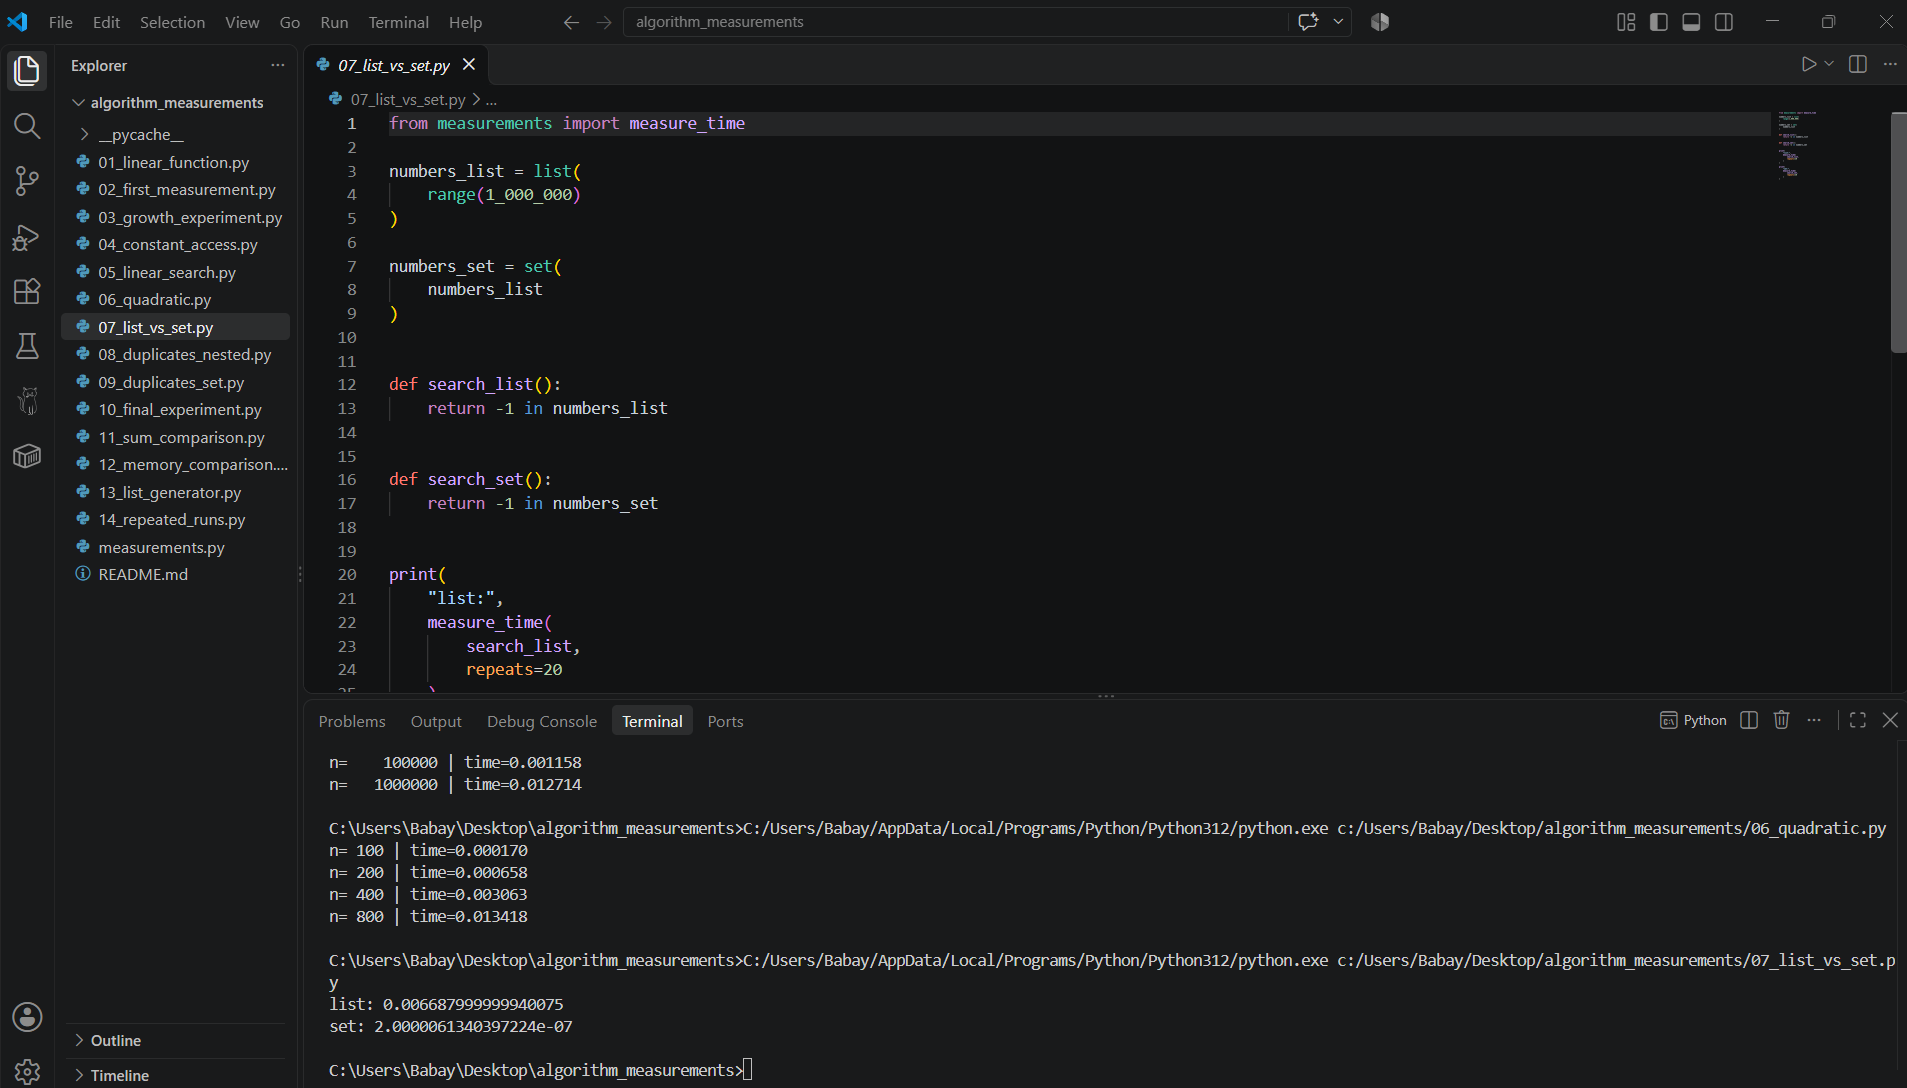 File Edit Selection View Go Run Terminal Help
algorithm_measurements
Explorer
algorithm_measurements
__pycache__
01_linear_function.py
02_first_measurement.py
03_growth_experiment.py
04_constant_access.py
05_linear_search.py
06_quadratic.py
07_list_vs_set.py
08_duplicates_nested.py
09_duplicates_set.py
10_final_experiment.py
11_sum_comparison.py
12_memory_comparison....
13_list_generator.py
14_repeated_runs.py
measurements.py
README.md
Outline
Timeline
07_list_vs_set.py
07_list_vs_set.py > ...
1 from measurements import measure_time
2
3 numbers_list = list(
4     range(1_000_000)
5 )
6
7 numbers_set = set(
8     numbers_list
9 )
10
11
12 def search_list():
13     return -1 in numbers_list
14
15
16 def search_set():
17     return -1 in numbers_set
18
19
20 print(
21     "list:",
22     measure_time(
23         search_list,
24         repeats=20
25     )
Problems Output Debug Console Terminal Ports
Python
n=    100000 | time=0.001158
n=   1000000 | time=0.012714
C:\Users\Babay\Desktop\algorithm_measurements>C:/Users/Babay/AppData/Local/Programs/Python/Python312/python.exe c:/Users/Babay/Desktop/algorithm_measurements/06_quadratic.py
n= 100 | time=0.000170
n= 200 | time=0.000658
n= 400 | time=0.003063
n= 800 | time=0.013418
C:\Users\Babay\Desktop\algorithm_measurements>C:/Users/Babay/AppData/Local/Programs/Python/Python312/python.exe c:/Users/Babay/Desktop/algorithm_measurements/07_list_vs_set.p
y
list: 0.006687999999940075
set: 2.0000061340397224e-07
C:\Users\Babay\Desktop\algorithm_measurements>